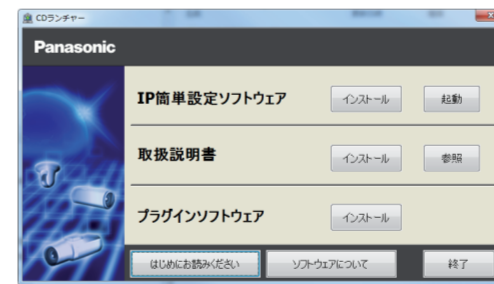 CDランチャー
Panasonic
IP簡単設定ソフトウェア インストール 起動
取扱説明書 インストール 参照
プラグインソフトウェア インストール
はじめにお読みください ソフトウェアについて 終了